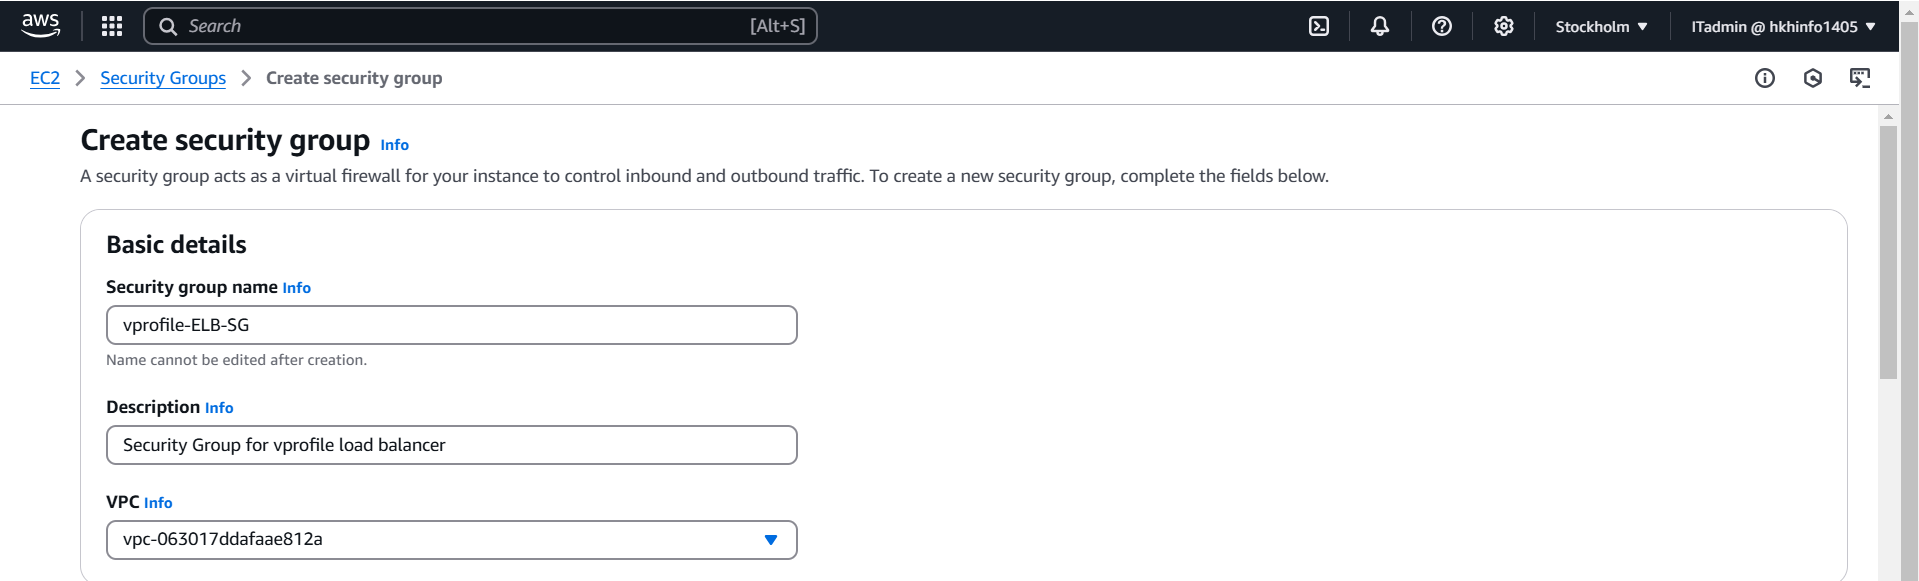 aws Search [Alt+S] Stockholm ITadmin @ hkhinfo1405
EC2 Security Groups Create security group
Create security group Info
A security group acts as a virtual firewall for your instance to control inbound and outbound traffic. To create a new security group, complete the fields below.
Basic details
Security group name Info
vprofile-ELB-SG
Name cannot be edited after creation.
Description Info
Security Group for vprofile load balancer
VPC Info
vpc-063017ddafaae812a